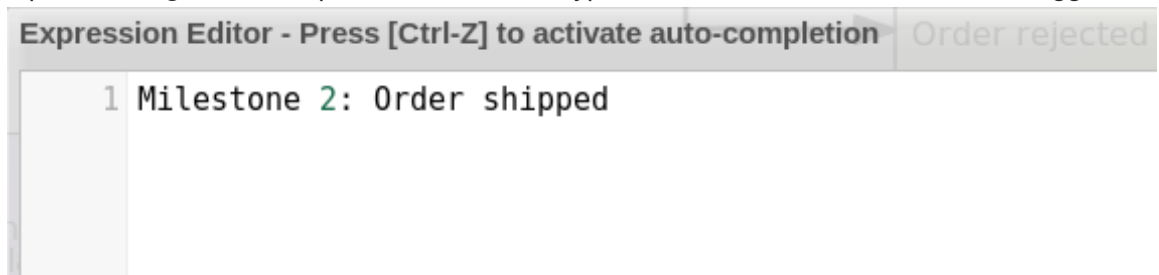 Expression Editor - Press [Ctrl-Z] to activate auto-completion
Order rejected
1 Milestone 2: Order shipped